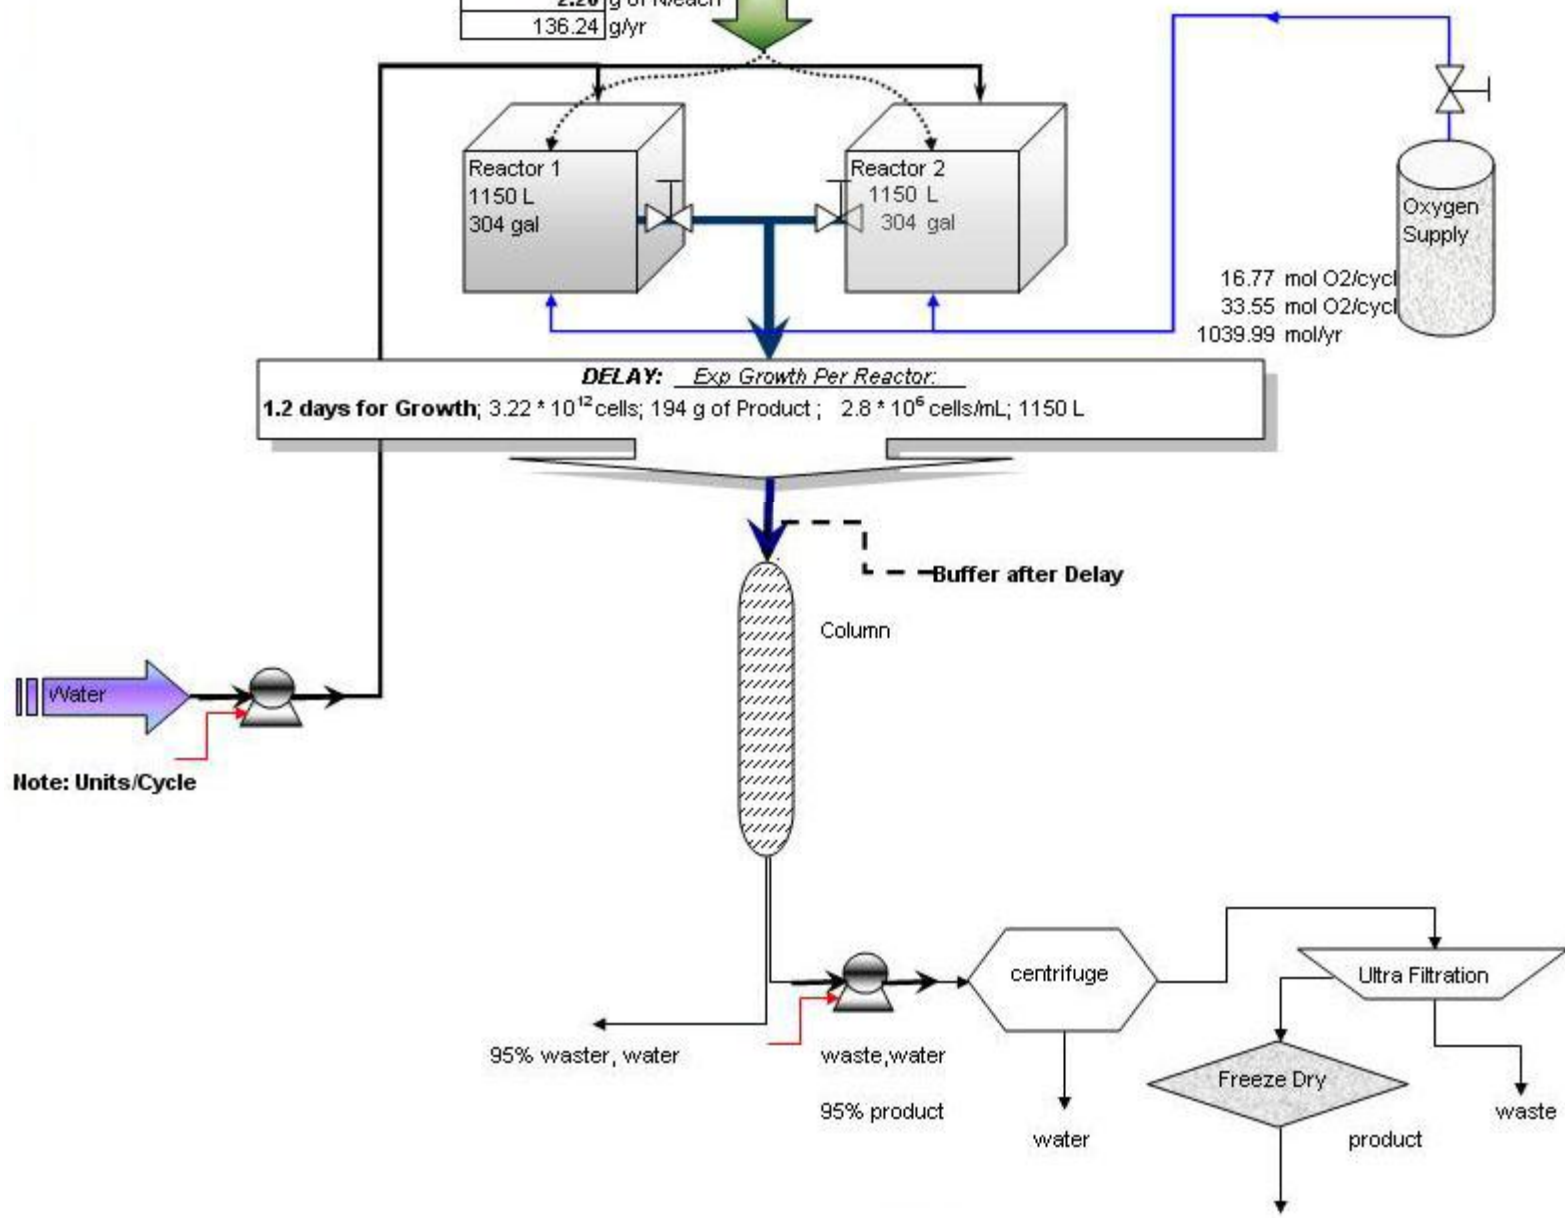 2.20 g of N/each
136.24 g/yr
Reactor 1
1150 L
304 gal
Reactor 2
1150 L
304 gal
Oxygen
Supply
16.77 mol O2/cycl
33.55 mol O2/cycl
1039.99 mol/yr
DELAY: Exp Growth Per Reactor:
1.2 days for Growth; 3.22 * 10¹² cells; 194 g of Product ; 2.8 * 10⁶ cells/mL; 1150 L
Buffer after Delay
Column
Water
Note: Units/Cycle
centrifuge
Ultra Filtration
95% waster, water
waste,water
95% product
Freeze Dry
water
product
waste